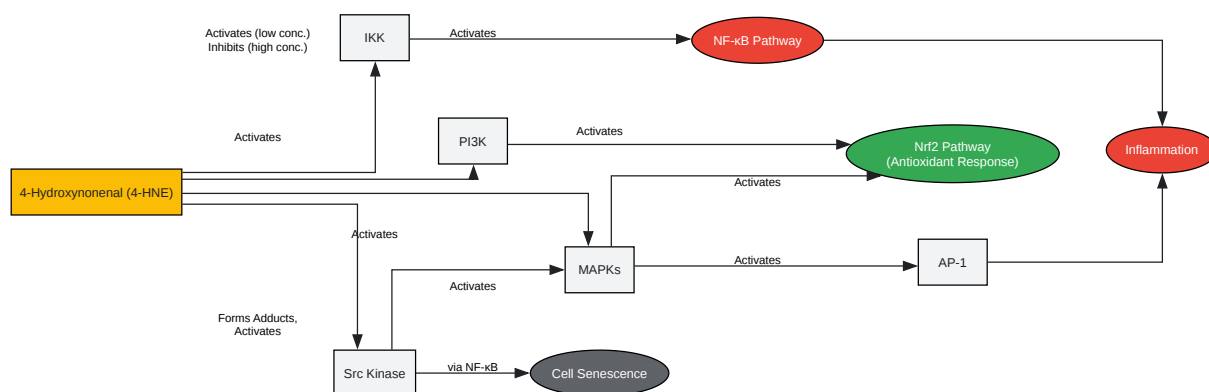 Activates (low conc.)
Inhibits (high conc.)
IKK
Activates
NF-κB Pathway
Activates
PI3K
Activates
Nrf2 Pathway
(Antioxidant Response)
Inflammation
4-Hydroxynonenal (4-HNE)
Activates
Activates
MAPKs
Activates
AP-1
Activates
Forms Adducts,
Activates
Src Kinase
via NF-κB
Cell Senescence